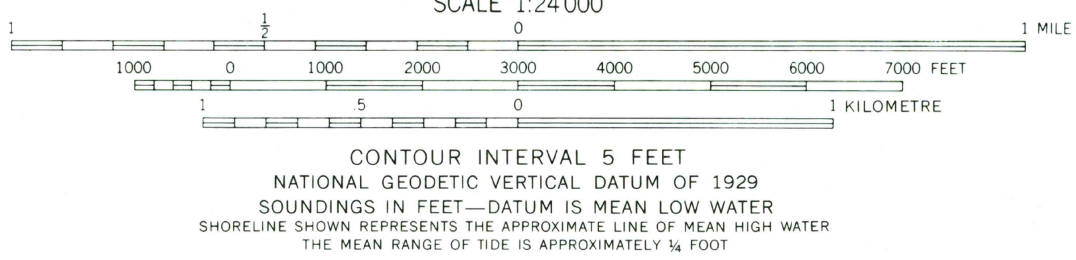 SCALE 1:24 000
1 ½ 0 1 MILE
1000 0 1000 2000 3000 4000 5000 6000 7000 FEET
1 .5 0 1 KILOMETRE
CONTOUR INTERVAL 5 FEET
NATIONAL GEODETIC VERTICAL DATUM OF 1929
SOUNDINGS IN FEET—DATUM IS MEAN LOW WATER
SHORELINE SHOWN REPRESENTS THE APPROXIMATE LINE OF MEAN HIGH WATER
THE MEAN RANGE OF TIDE IS APPROXIMATELY ¼ FOOT